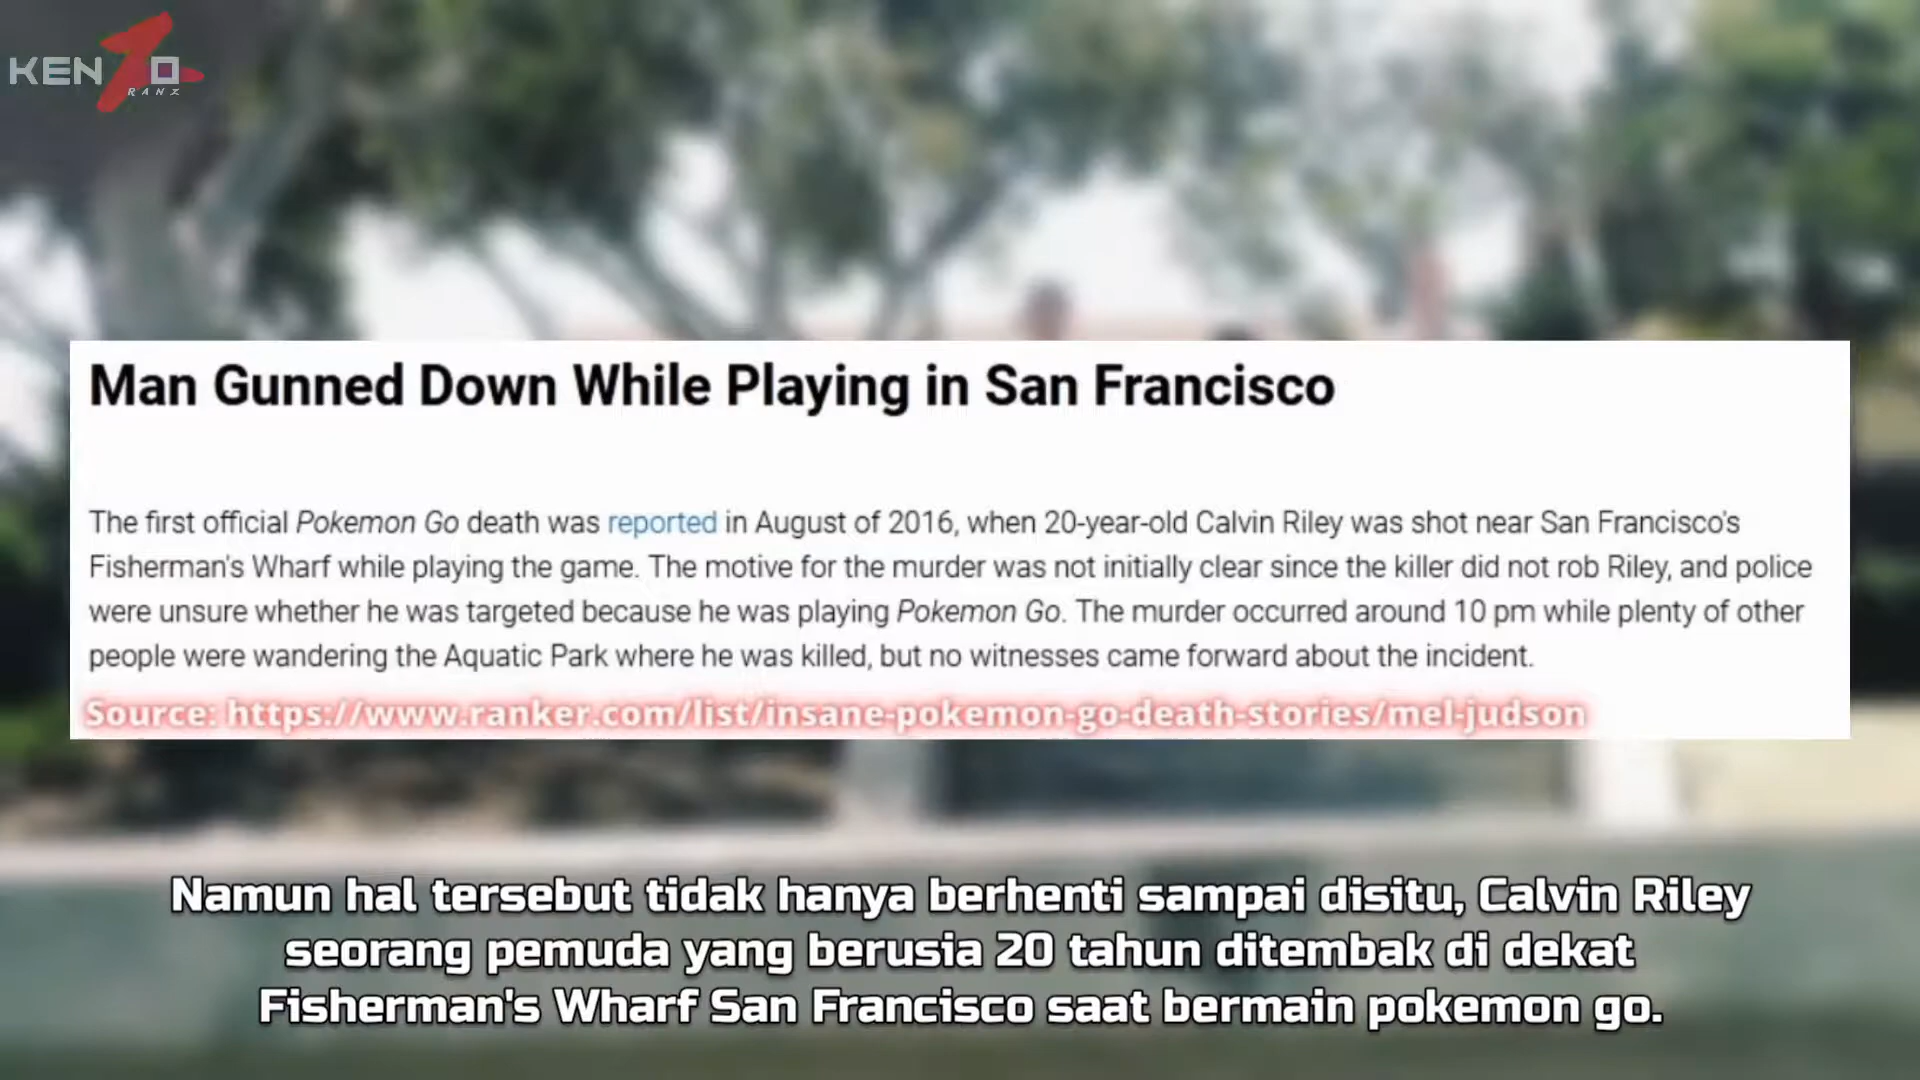 KENZO
RANZ
Man Gunned Down While Playing in San Francisco
The first official Pokemon Go death was reported in August of 2016, when 20-year-old Calvin Riley was shot near San Francisco's
Fisherman's Wharf while playing the game. The motive for the murder was not initially clear since the killer did not rob Riley, and police
were unsure whether he was targeted because he was playing Pokemon Go. The murder occurred around 10 pm while plenty of other
people were wandering the Aquatic Park where he was killed, but no witnesses came forward about the incident.
Source: https://www.ranker.com/list/insane-pokemon-go-death-stories/mel-judson
Namun hal tersebut tidak hanya berhenti sampai disitu, Calvin Riley
seorang pemuda yang berusia 20 tahun ditembak di dekat
Fisherman's Wharf San Francisco saat bermain pokemon go.